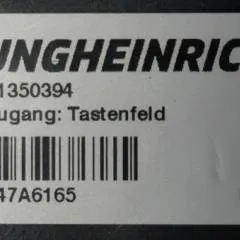 UNGHEINRIC
1350394
ugang: Tastenfeld
47A6165